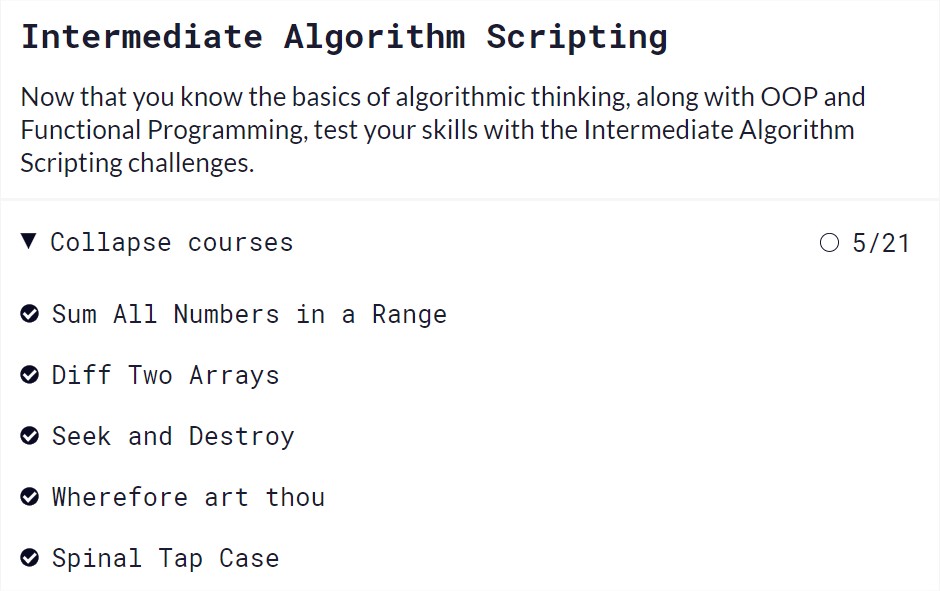 Intermediate Algorithm Scripting
Now that you know the basics of algorithmic thinking, along with OOP and
Functional Programming, test your skills with the Intermediate Algorithm
Scripting challenges.
Collapse courses 5/21
Sum All Numbers in a Range
Diff Two Arrays
Seek and Destroy
Wherefore art thou
Spinal Tap Case